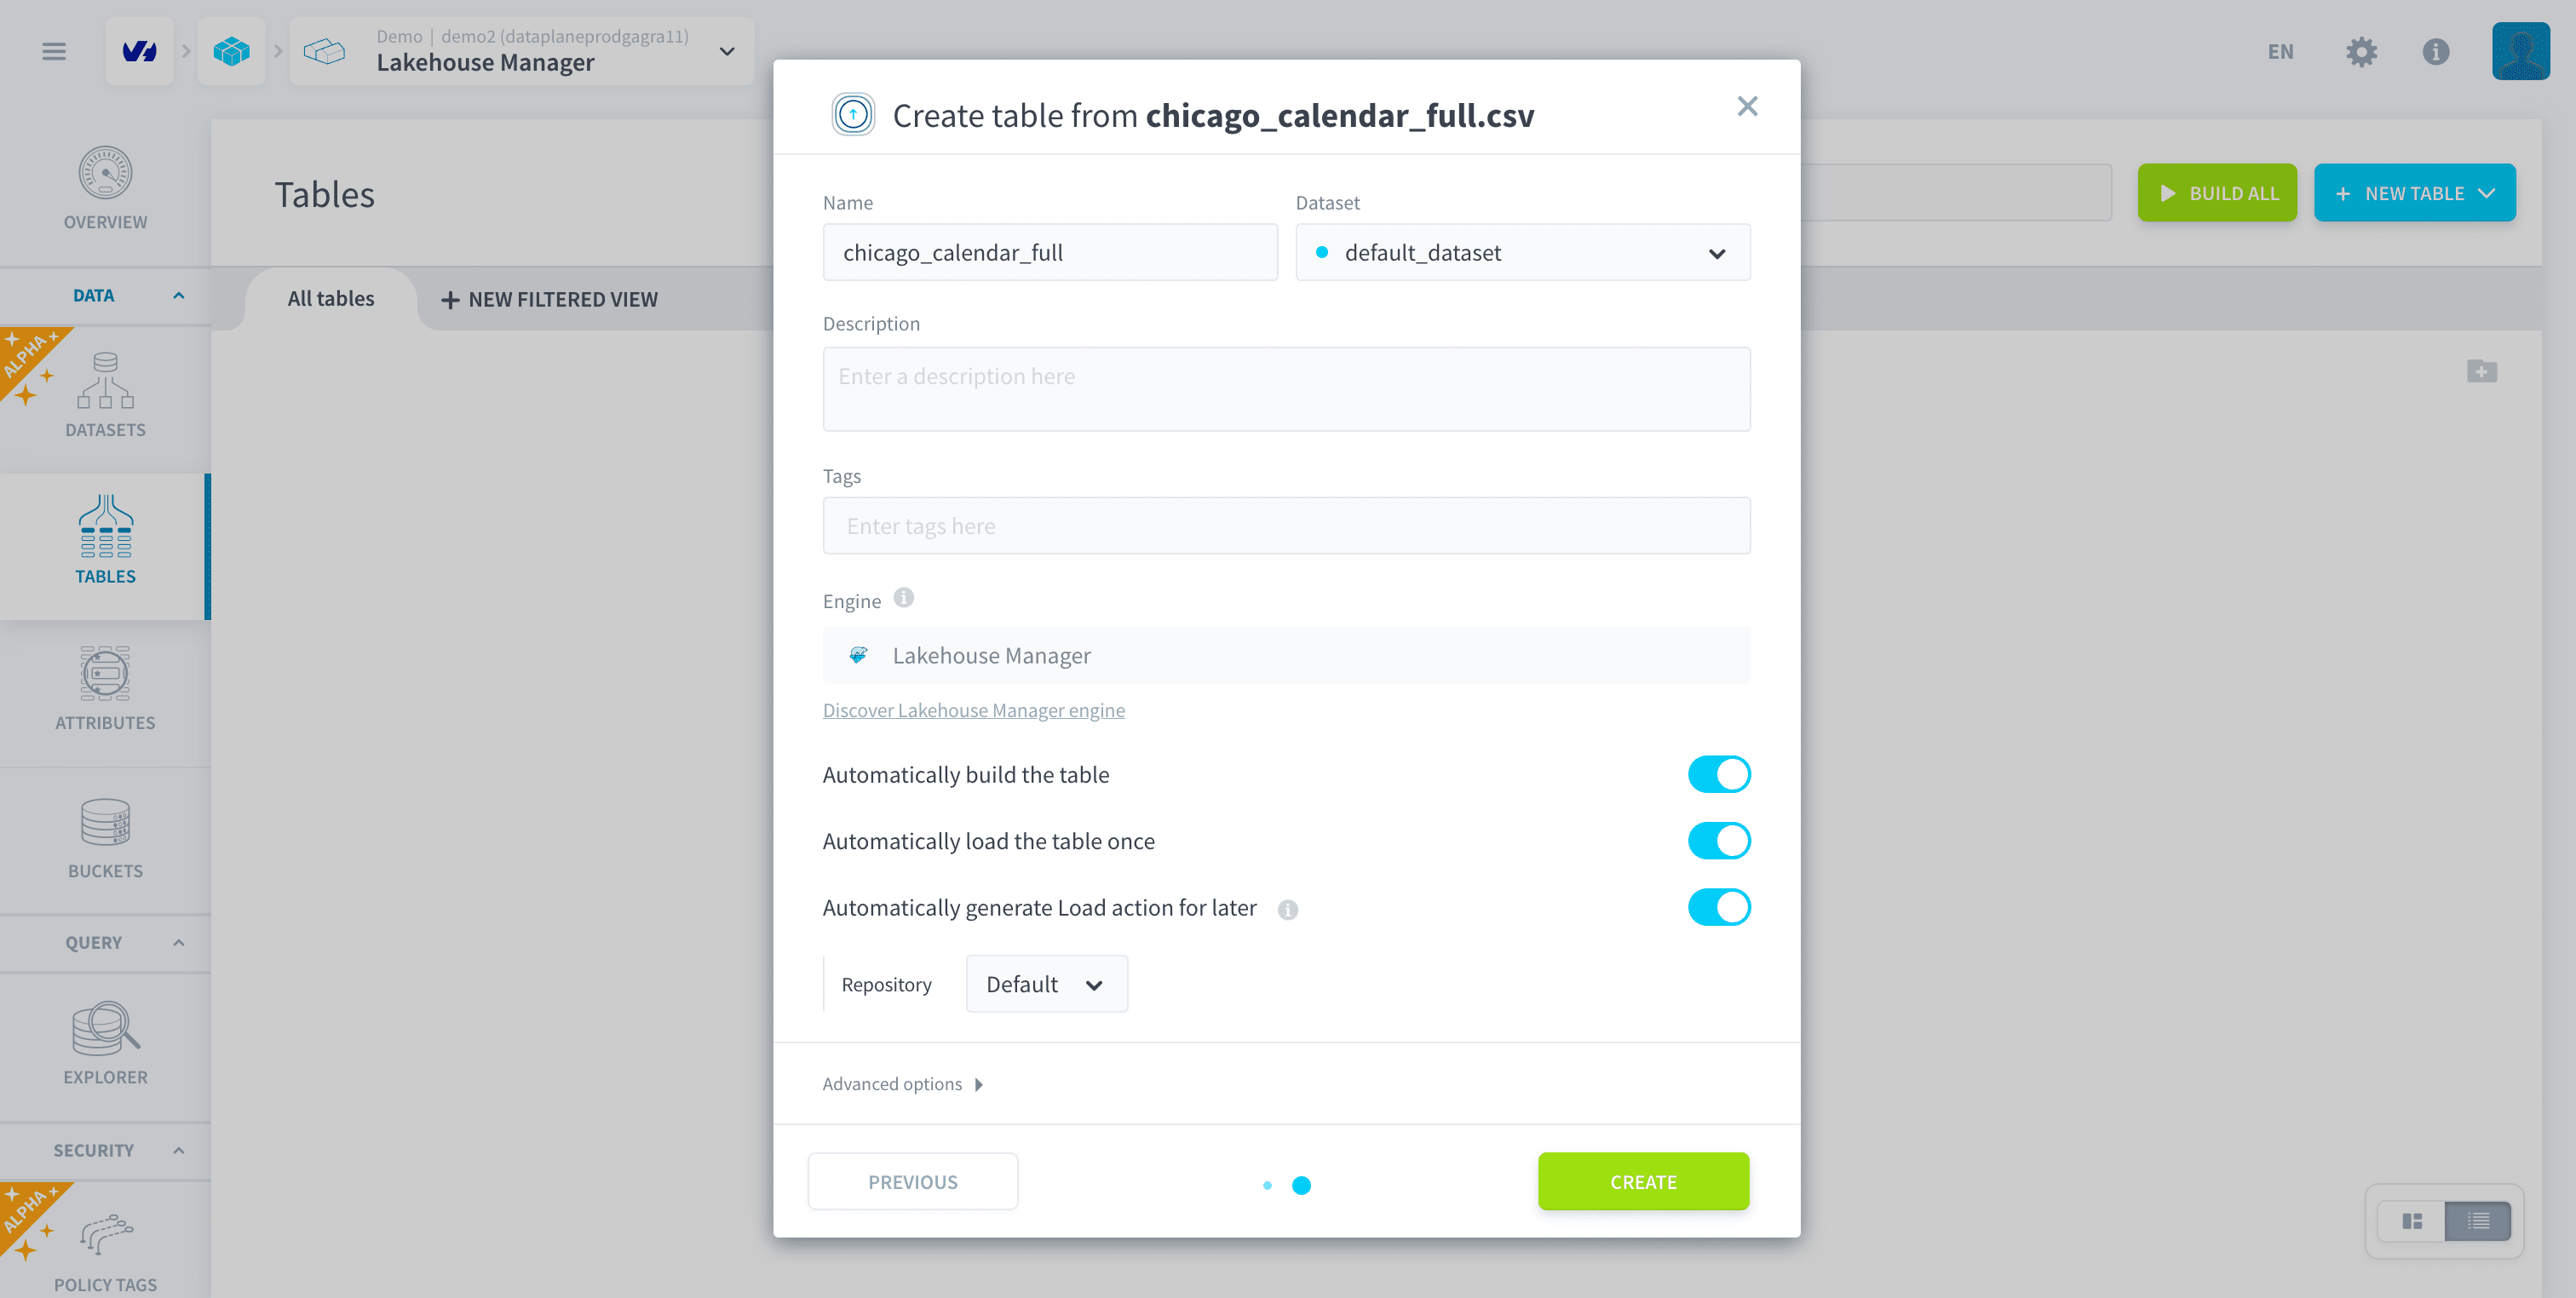 Demo | demo2 (dataplaneprodgagra11)
Lakehouse Manager
EN
OVERVIEW
DATA
ALPHA
DATASETS
TABLES
ATTRIBUTES
BUCKETS
QUERY
EXPLORER
SECURITY
ALPHA
POLICY TAGS
Tables
BUILD ALL
+ NEW TABLE
All tables
+ NEW FILTERED VIEW
Create table from chicago_calendar_full.csv
Name
Dataset
chicago_calendar_full
default_dataset
Description
Enter a description here
Tags
Enter tags here
Engine
Lakehouse Manager
Discover Lakehouse Manager engine
Automatically build the table
Automatically load the table once
Automatically generate Load action for later
Repository
Default
Advanced options
PREVIOUS
CREATE